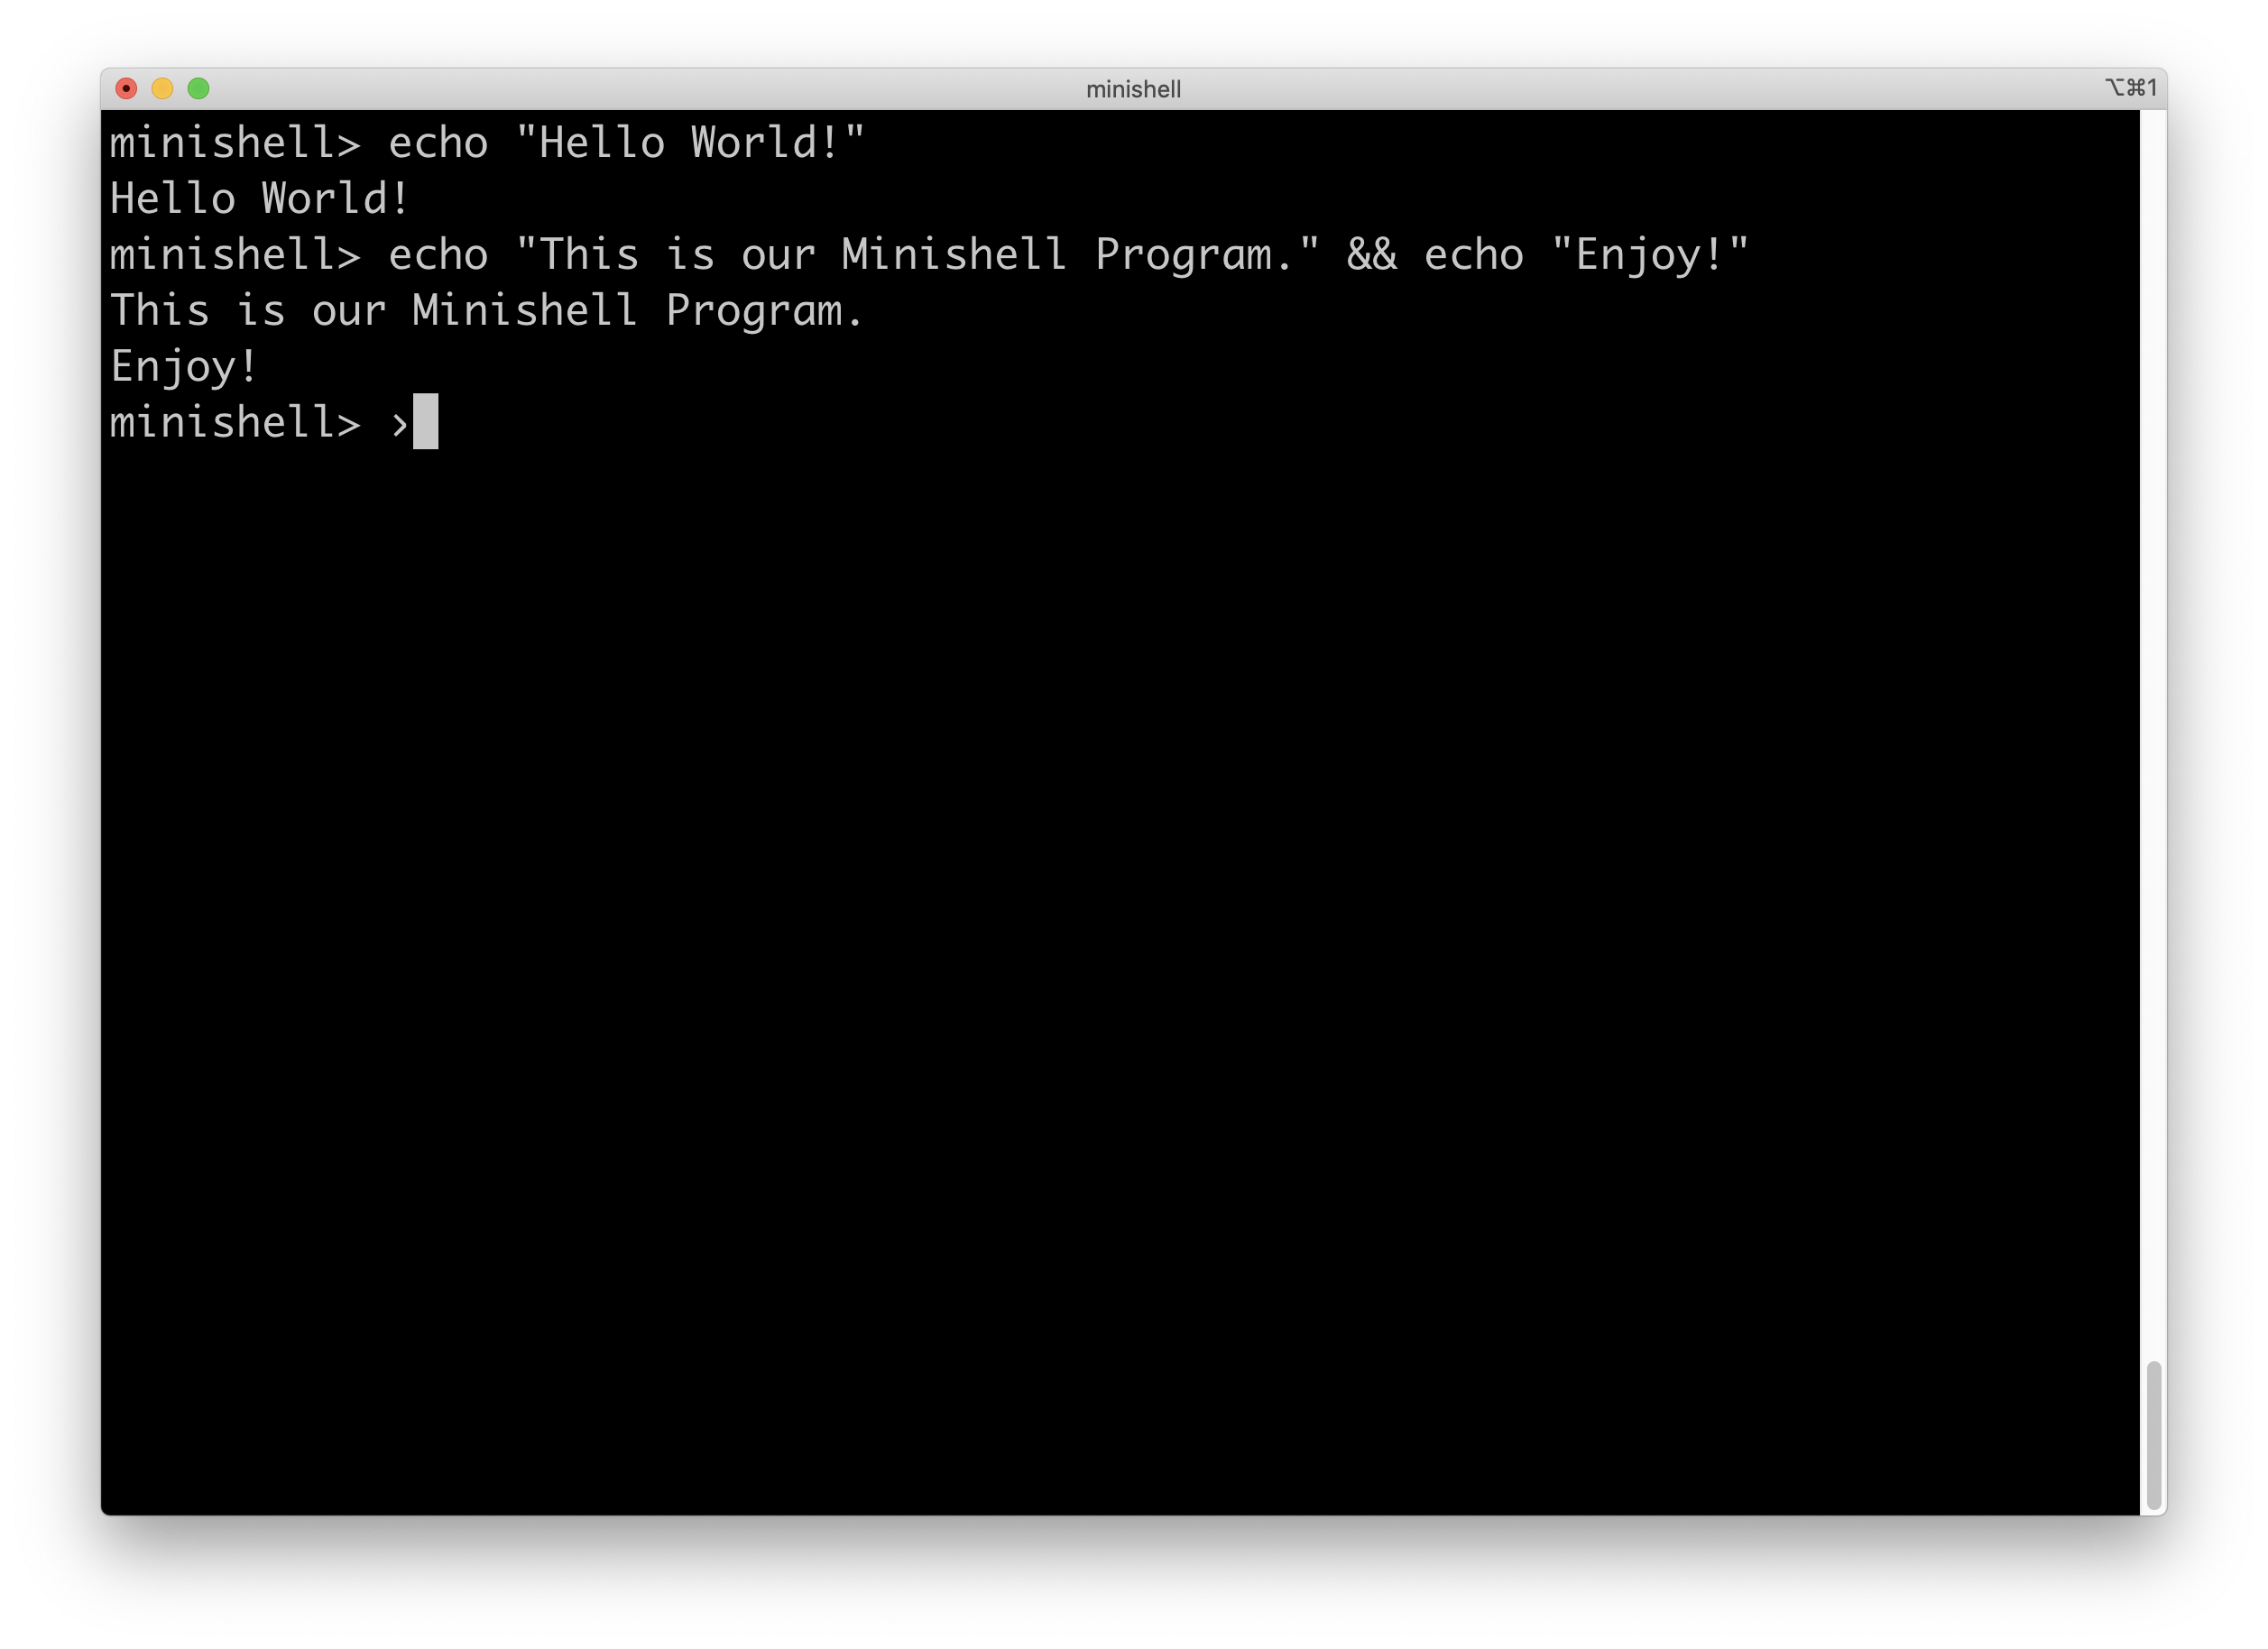 minishell
⌥⌘1
minishell> echo "Hello World!"
Hello World!
minishell> echo "This is our Minishell Program." && echo "Enjoy!"
This is our Minishell Program.
Enjoy!
minishell> ›